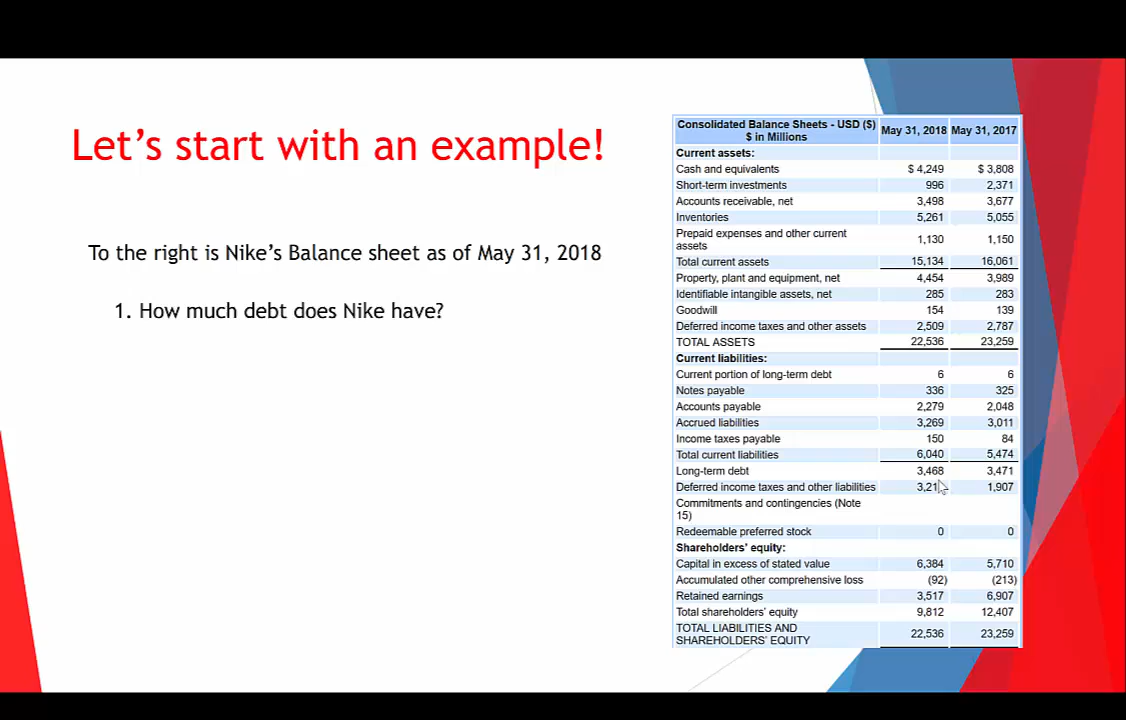 Let's start with an example!
To the right is Nike's Balance sheet as of May 31, 2018
1. How much debt does Nike have?
Consolidated Balance Sheets - USD ($) May 31, 2018 May 31, 2017
$ in Millions
Current assets:
Cash and equivalents $ 4,249 $ 3,808
Short-term investments 996 2,371
Accounts receivable, net 3,498 3,677
Inventories 5,261 5,055
Prepaid expenses and other current
assets 1,130 1,150
Total current assets 15,134 16,061
Property, plant and equipment, net 4,454 3,989
Identifiable intangible assets, net 285 283
Goodwill 154 139
Deferred income taxes and other assets 2,509 2,787
TOTAL ASSETS 22,536 23,259
Current liabilities:
Current portion of long-term debt 6 6
Notes payable 336 325
Accounts payable 2,279 2,048
Accrued liabilities 3,269 3,011
Income taxes payable 150 84
Total current liabilities 6,040 5,474
Long-term debt 3,468 3,471
Deferred income taxes and other liabilities 1,907
Commitments and contingencies (Note
15)
Redeemable preferred stock 0 0
Shareholders' equity:
Capital in excess of stated value 6,384 5,710
Accumulated other comprehensive loss (92) (213)
Retained earnings 3,517 6,907
Total shareholders' equity 9,812 12,407
TOTAL LIABILITIES AND
SHAREHOLDERS' EQUITY 22,536 23,259